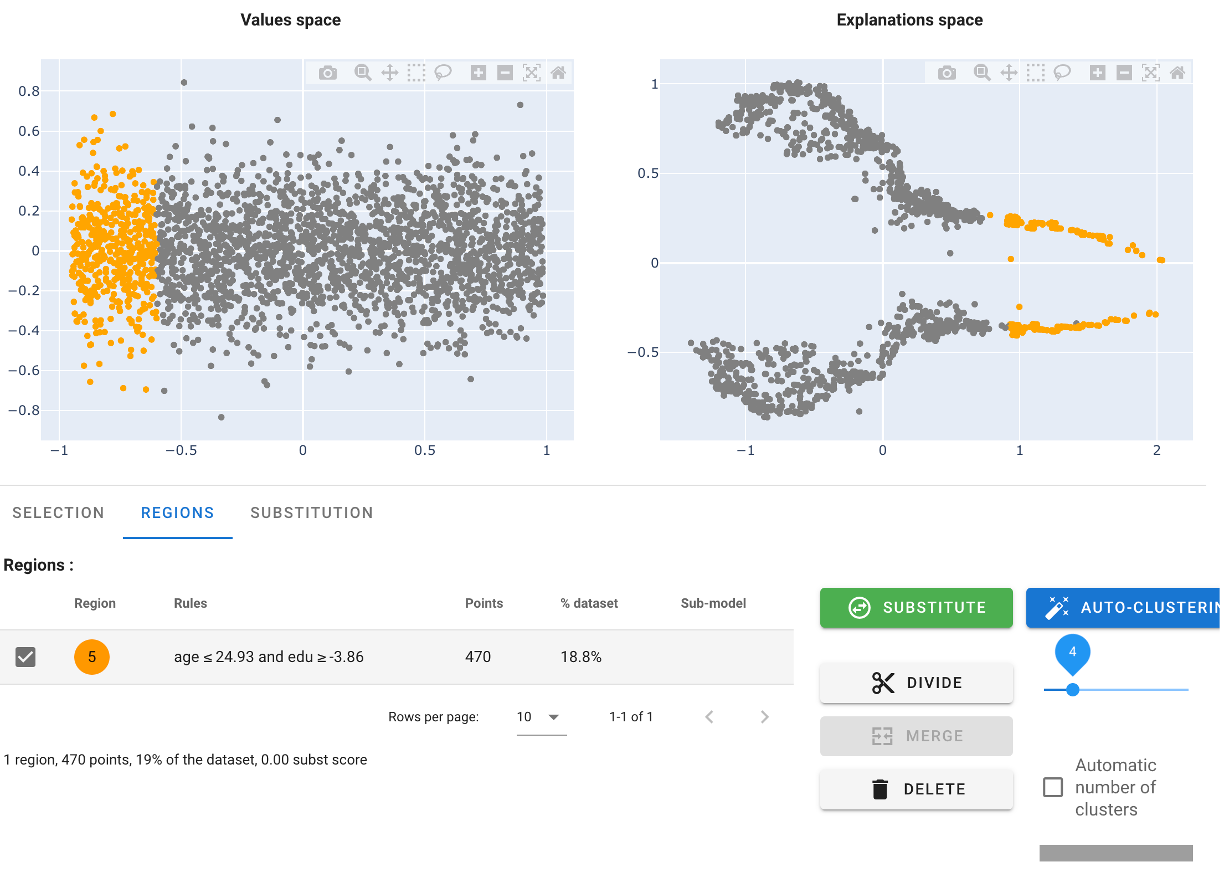 Values space
Explanations space
0.8
0.6
0.4
0.2
0
−0.2
−0.4
−0.6
−0.8
−1
−0.5
0
0.5
1
1
0.5
0
−0.5
−1
0
1
2
SELECTION
REGIONS
SUBSTITUTION
Regions :
Region
Rules
Points
% dataset
Sub-model
5
age ≤ 24.93 and edu ≥ -3.86
470
18.8%
Rows per page:
10
1-1 of 1
1 region, 470 points, 19% of the dataset, 0.00 subst score
SUBSTITUTE
AUTO-CLUSTERIN
4
DIVIDE
MERGE
DELETE
Automatic
number of
clusters